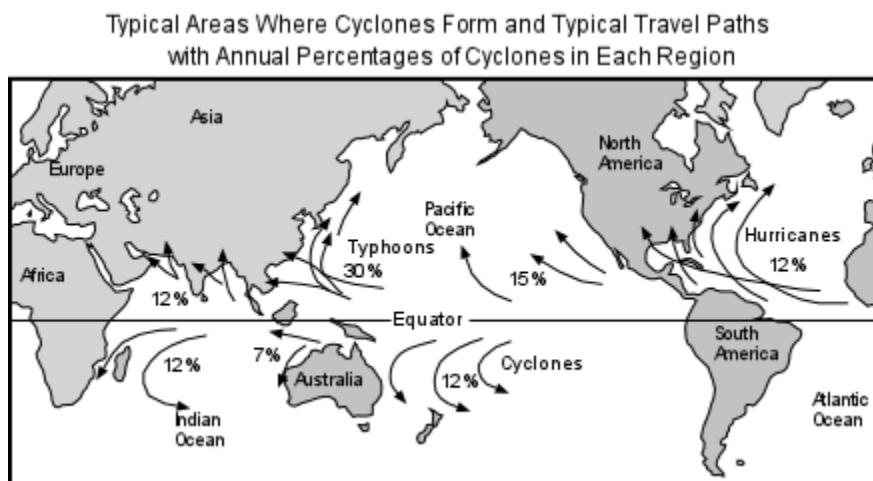 Typical Areas Where Cyclones Form and Typical Travel Paths
with Annual Percentages of Cyclones in Each Region
Asia
North
America
Europe
Pacific
Ocean
Typhoons
30%
Hurricanes
12%
Africa
12%
15%
Equator
South
America
12%
7%
Australia
12%
Cyclones
Indian
Ocean
Atlantic
Ocean